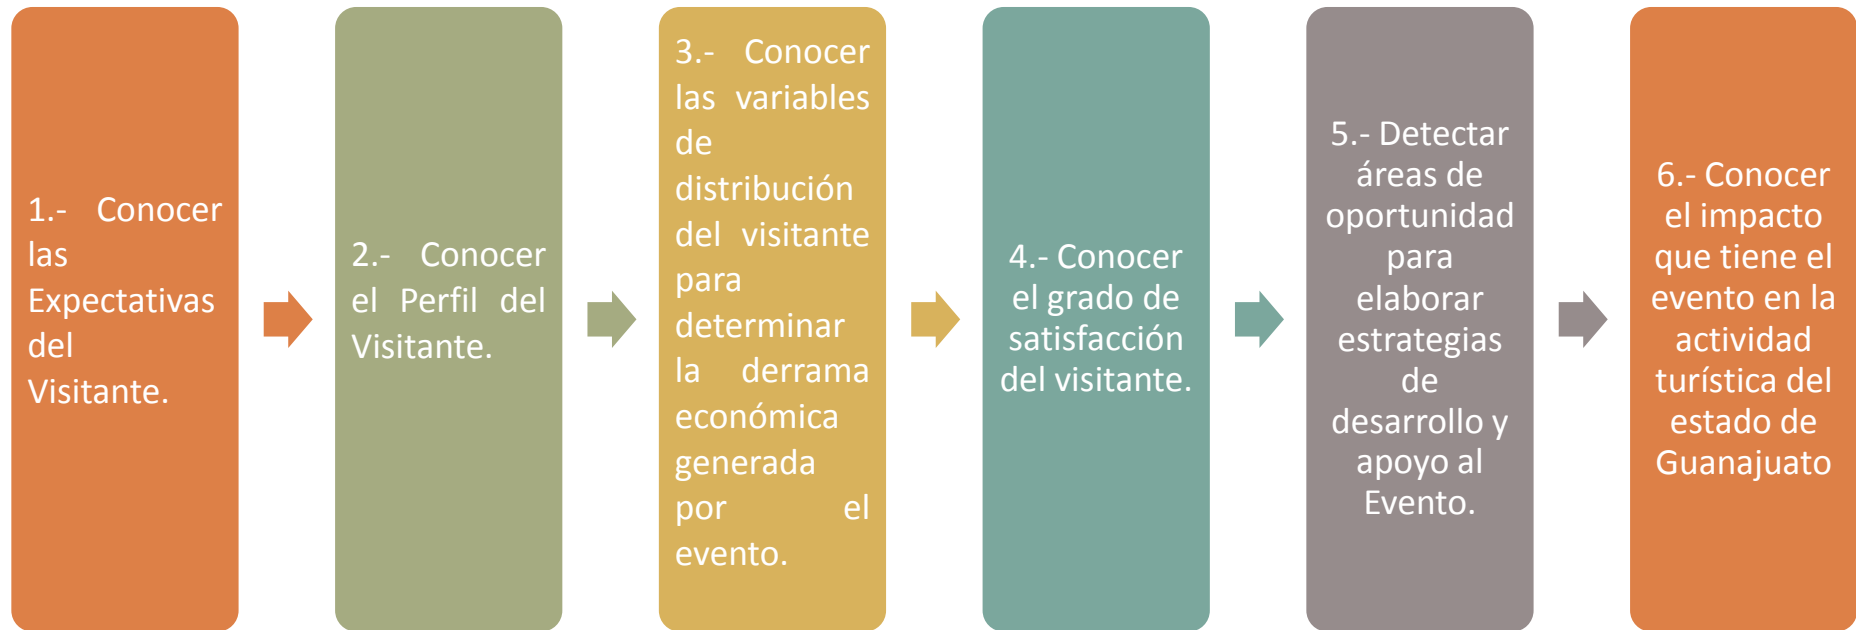 1.- Conocer
las
Expectativas
del
Visitante.
2.- Conocer
el Perfil del
Visitante.
3.- Conocer
las variables
de
distribución
del visitante
para
determinar
la derrama
económica
generada
por el
evento.
4.- Conocer
el grado de
satisfacción
del visitante.
5.- Detectar
áreas de
oportunidad
para
elaborar
estrategias
de
desarrollo y
apoyo al
Evento.
6.- Conocer
el impacto
que tiene el
evento en la
actividad
turística del
estado de
Guanajuato